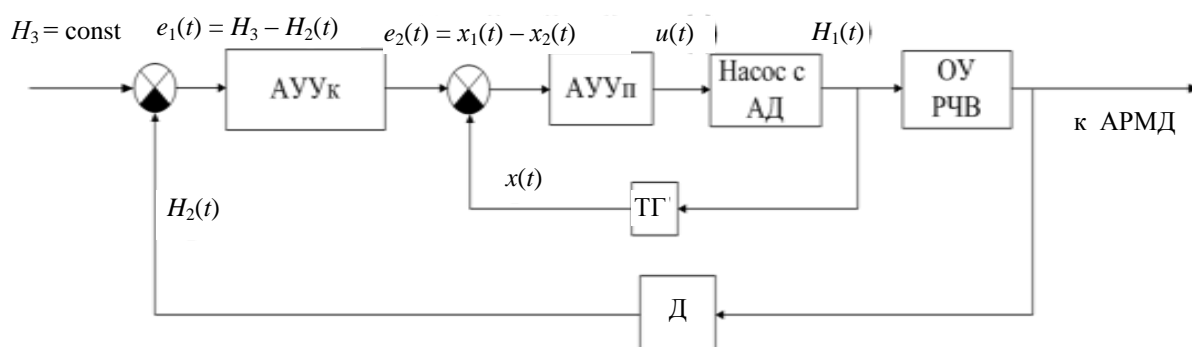 H₃ = const
e₁(t) = H₃ – H₂(t)
e₂(t) = x₁(t) – x₂(t)
u(t)
H₁(t)
АУУк
АУУп
Насос с
АД
ОУ
РЧВ
к АРМД
x(t)
ТГ
H₂(t)
Д